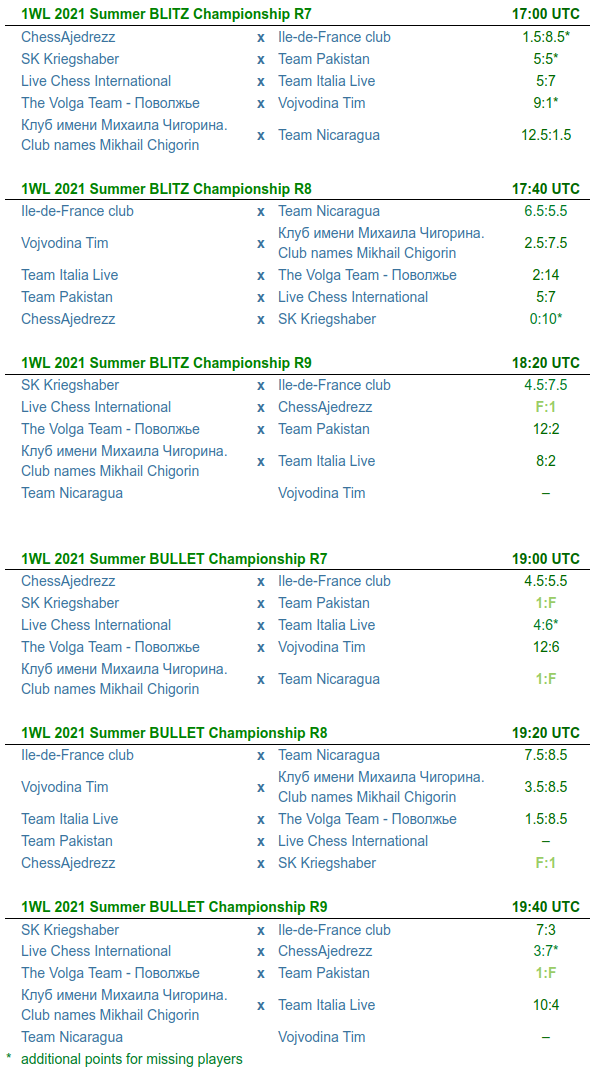 1WL 2021 Summer BLITZ Championship R7 17:00 UTC
ChessAjedrezz x Ile-de-France club 1.5:8.5*
SK Kriegshaber x Team Pakistan 5:5*
Live Chess International x Team Italia Live 5:7
The Volga Team - Поволжье x Vojvodina Tim 9:1*
Клуб имени Михаила Чигорина.
Club names Mikhail Chigorin x Team Nicaragua 12.5:1.5
1WL 2021 Summer BLITZ Championship R8 17:40 UTC
Ile-de-France club x Team Nicaragua 6.5:5.5
Vojvodina Tim x Клуб имени Михаила Чигорина. 2.5:7.5
Club names Mikhail Chigorin
Team Italia Live x The Volga Team - Поволжье 2:14
Team Pakistan x Live Chess International 5:7
ChessAjedrezz x SK Kriegshaber 0:10*
1WL 2021 Summer BLITZ Championship R9 18:20 UTC
SK Kriegshaber x Ile-de-France club 4.5:7.5
Live Chess International x ChessAjedrezz F:1
The Volga Team - Поволжье x Team Pakistan 12:2
Клуб имени Михаила Чигорина.
Club names Mikhail Chigorin x Team Italia Live 8:2
Team Nicaragua Vojvodina Tim –
1WL 2021 Summer BULLET Championship R7 19:00 UTC
ChessAjedrezz x Ile-de-France club 4.5:5.5
SK Kriegshaber x Team Pakistan 1:F
Live Chess International x Team Italia Live 4:6*
The Volga Team - Поволжье x Vojvodina Tim 12:6
Клуб имени Михаила Чигорина.
Club names Mikhail Chigorin x Team Nicaragua 1:F
1WL 2021 Summer BULLET Championship R8 19:20 UTC
Ile-de-France club x Team Nicaragua 7.5:8.5
Vojvodina Tim x Клуб имени Михаила Чигорина. 3.5:8.5
Club names Mikhail Chigorin
Team Italia Live x The Volga Team - Поволжье 1.5:8.5
Team Pakistan x Live Chess International –
ChessAjedrezz x SK Kriegshaber F:1
1WL 2021 Summer BULLET Championship R9 19:40 UTC
SK Kriegshaber x Ile-de-France club 7:3
Live Chess International x ChessAjedrezz 3:7*
The Volga Team - Поволжье x Team Pakistan 1:F
Клуб имени Михаила Чигорина.
Club names Mikhail Chigorin x Team Italia Live 10:4
Team Nicaragua Vojvodina Tim –
* additional points for missing players